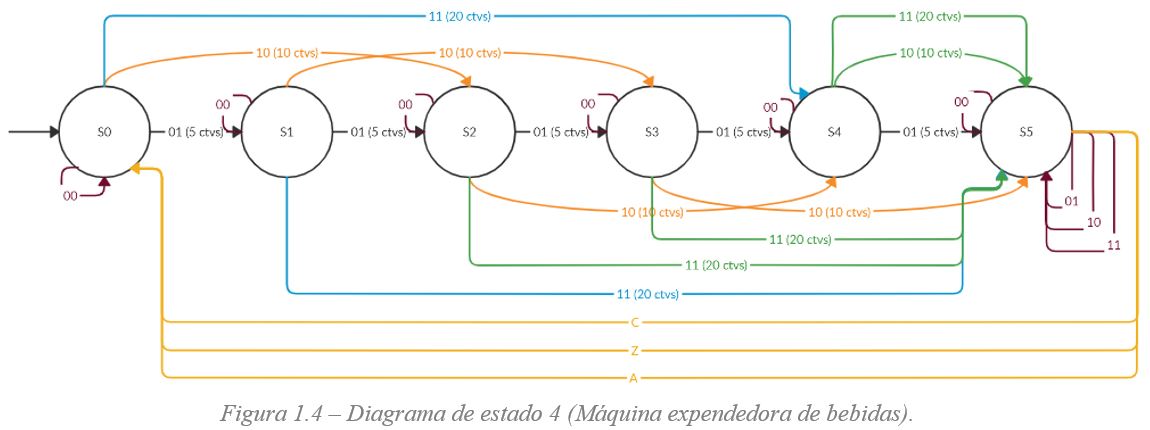 11 (20 ctvs)
11 (20 ctvs)
10 (10 ctvs)
10 (10 ctvs)
10 (10 ctvs)
00
00
00
00
00
S0
01 (5 ctvs)
S1
01 (5 ctvs)
S2
01 (5 ctvs)
S3
01 (5 ctvs)
S4
01 (5 ctvs)
S5
00
01
10 (10 ctvs)
10 (10 ctvs)
10
11 (20 ctvs)
11
11 (20 ctvs)
11 (20 ctvs)
C
Z
A
Figura 1.4 – Diagrama de estado 4 (Máquina expendedora de bebidas).